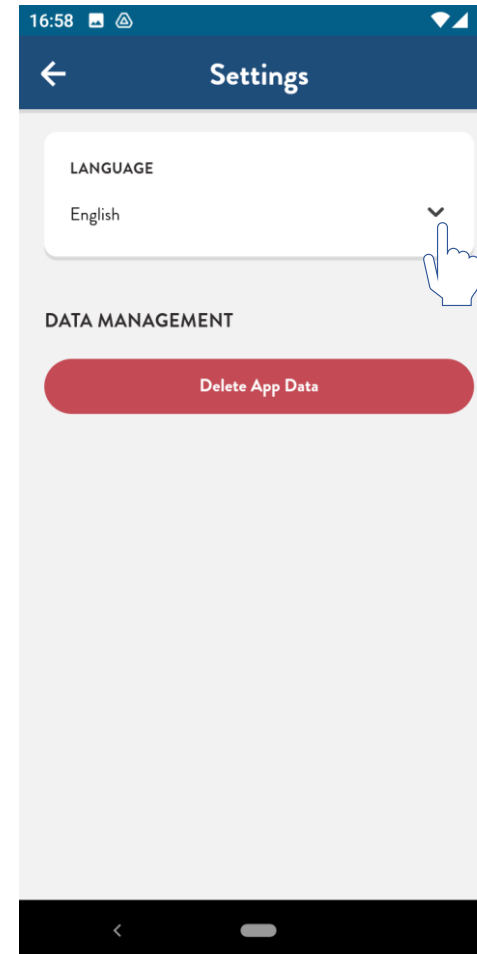 16:58
Settings
LANGUAGE
English
DATA MANAGEMENT
Delete App Data